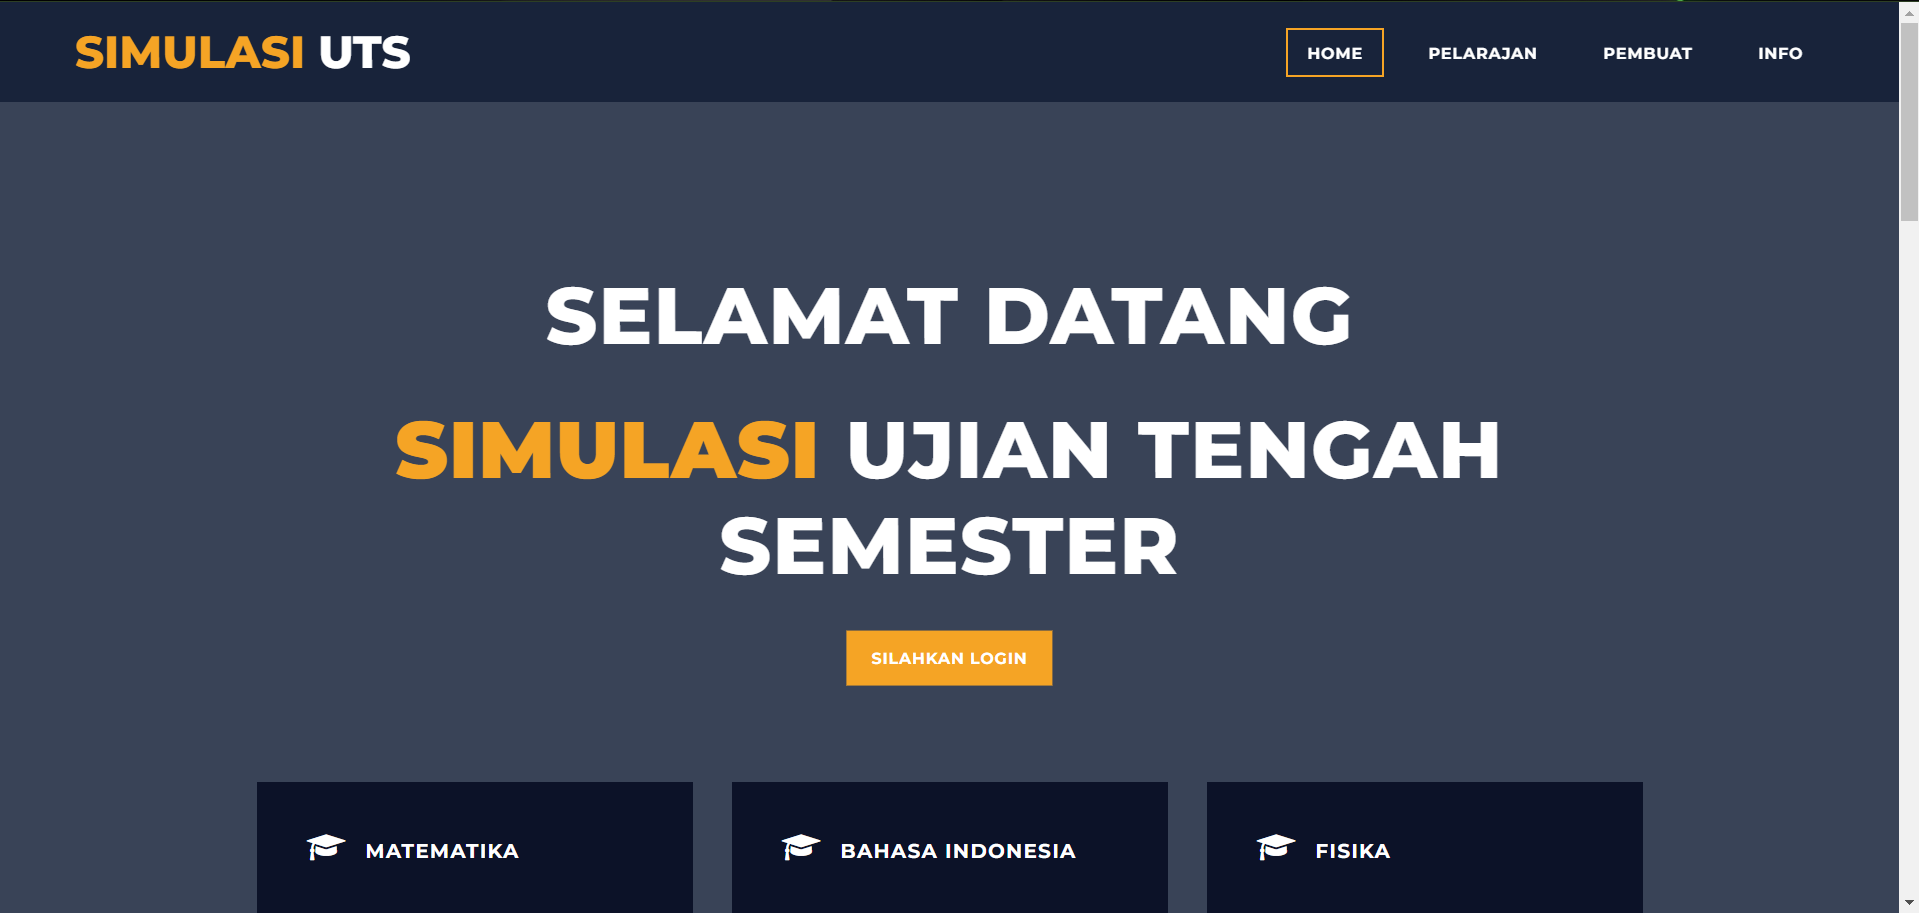 SIMULASI UTS
HOME
PELARAJAN
PEMBUAT
INFO
SELAMAT DATANG
SIMULASI UJIAN TENGAH
SEMESTER
SILAHKAN LOGIN
MATEMATIKA
BAHASA INDONESIA
FISIKA